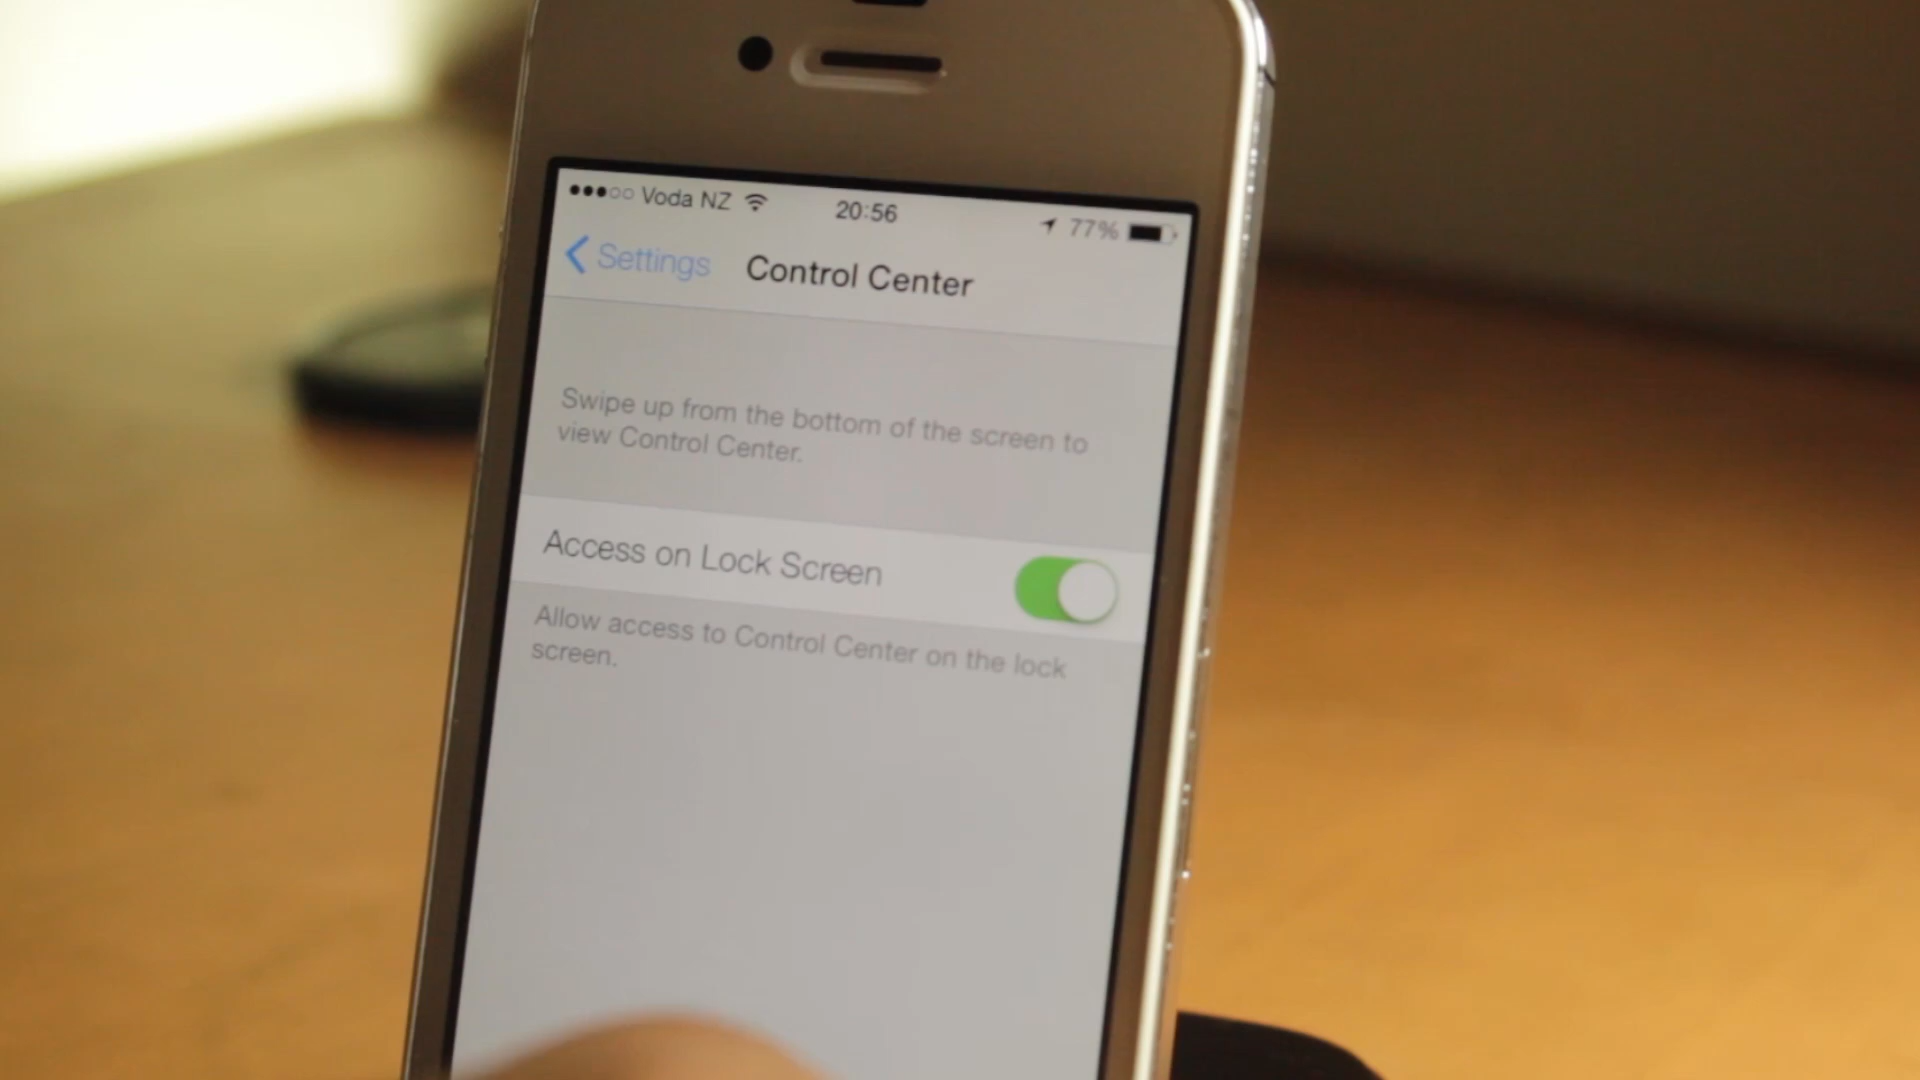 Voda NZ 20:56 77%
Settings Control Center
Swipe up from the bottom of the screen to
view Control Center.
Access on Lock Screen
Allow access to Control Center on the lock
screen.